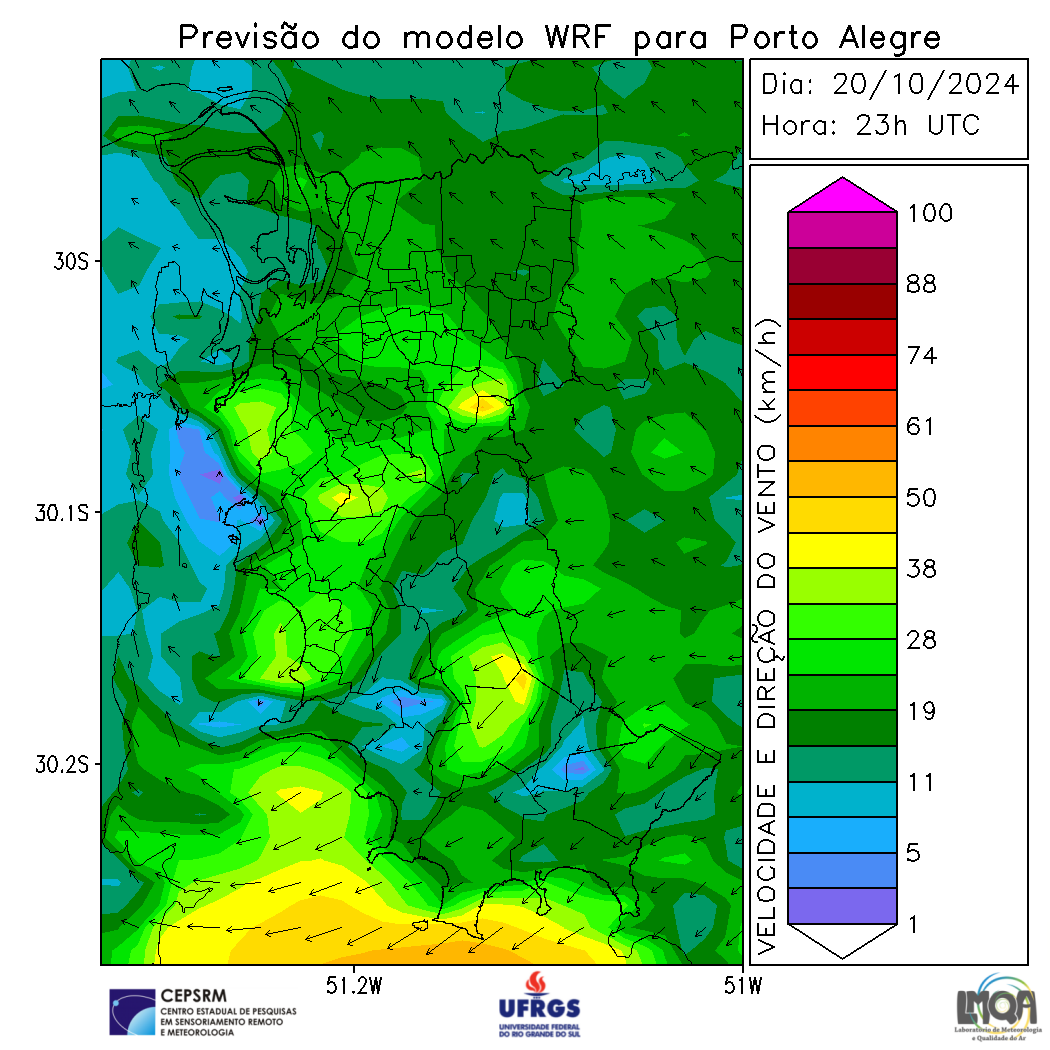 Previsão do modelo WRF para Porto Alegre
Dia: 20/10/2024
Hora: 23h UTC
30S
30.1S
30.2S
51.2W
51W
VELOCIDADE E DIREÇÃO DO VENTO (km/h)
100
88
74
61
50
38
28
19
11
5
1
CEPSRM
CENTRO ESTADUAL DE PESQUISAS
EM SENSORIAMENTO REMOTO
E METEOROLOGIA
UFRGS
UNIVERSIDADE FEDERAL
DO RIO GRANDE DO SUL
LMQA
Laboratório de Meteorologia
e Qualidade do Ar